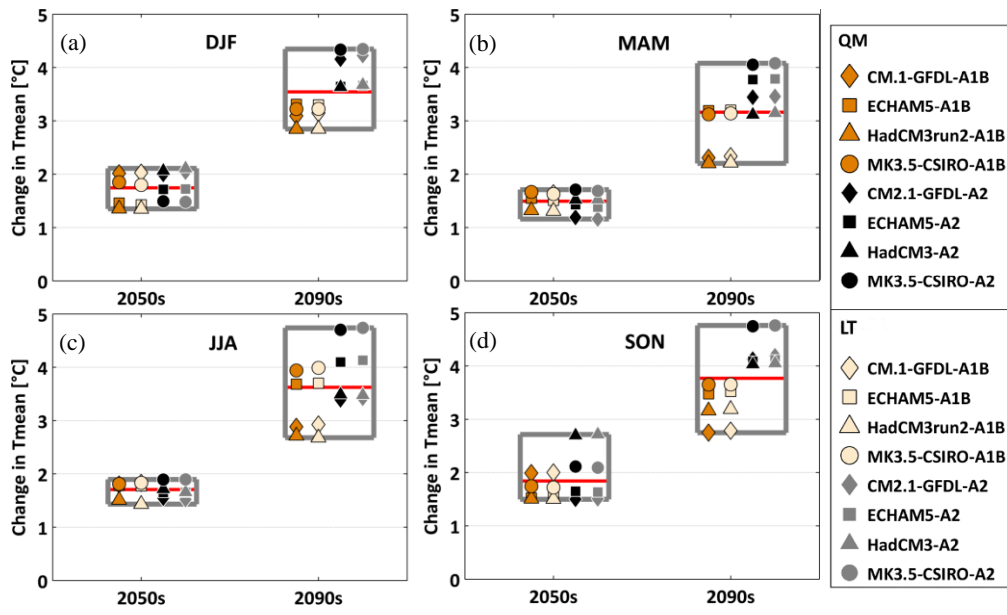 (a)
DJF
Change in Tmean [°C]
5
4
3
2
1
0
2050s
2090s
(b)
MAM
Change in Tmean [°C]
5
4
3
2
1
0
2050s
2090s
(c)
JJA
Change in Tmean [°C]
5
4
3
2
1
0
2050s
2090s
(d)
SON
Change in Tmean [°C]
5
4
3
2
1
0
2050s
2090s
QM
CM.1-GFDL-A1B
ECHAM5-A1B
HadCM3run2-A1B
MK3.5-CSIRO-A1B
CM2.1-GFDL-A2
ECHAM5-A2
HadCM3-A2
MK3.5-CSIRO-A2
LT
CM.1-GFDL-A1B
ECHAM5-A1B
HadCM3run2-A1B
MK3.5-CSIRO-A1B
CM2.1-GFDL-A2
ECHAM5-A2
HadCM3-A2
MK3.5-CSIRO-A2